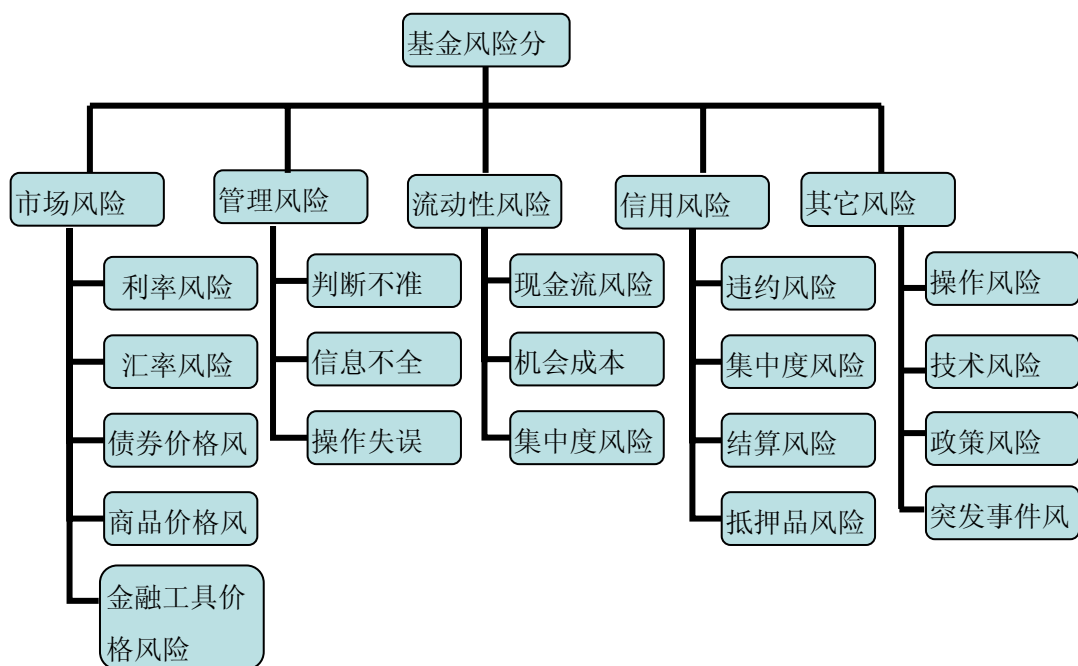 基金风险分
市场风险
管理风险
流动性风险
信用风险
其它风险
利率风险
汇率风险
债券价格风
商品价格风
金融工具价
格风险
判断不准
信息不全
操作失误
现金流风险
机会成本
集中度风险
违约风险
集中度风险
结算风险
抵押品风险
操作风险
技术风险
政策风险
突发事件风